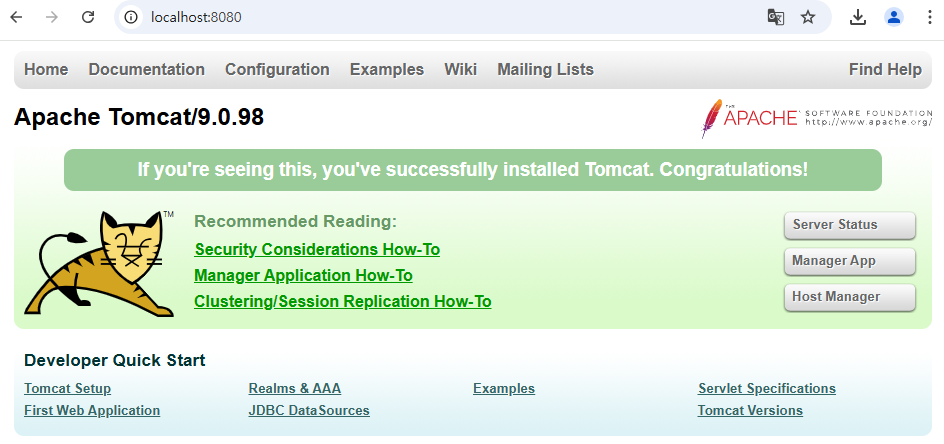 localhost:8080
Home Documentation Configuration Examples Wiki Mailing Lists Find Help
Apache Tomcat/9.0.98
THE
APACHE SOFTWARE FOUNDATION
http://www.apache.org/
If you're seeing this, you've successfully installed Tomcat. Congratulations!
TM
Recommended Reading:
Security Considerations How-To
Manager Application How-To
Clustering/Session Replication How-To
Server Status
Manager App
Host Manager
Developer Quick Start
Tomcat Setup
First Web Application
Realms & AAA
JDBC DataSources
Examples
Servlet Specifications
Tomcat Versions